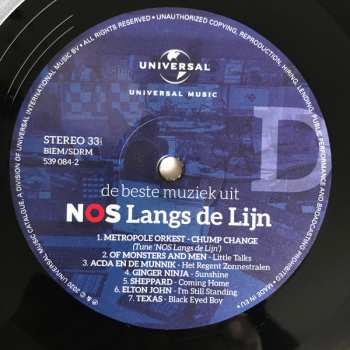 UNIVERSAL
UNIVERSAL MUSIC
STEREO 33
BIEM/SDRM
539 084-2
D
de beste muziek uit
NOS Langs de Lijn
1. METROPOLE ORKEST - CHUMP CHANGE
(Tune 'NOS Langs de Lijn')
2. OF MONSTERS AND MEN - Little Talks
3. ACDA EN DE MUNNIK - Het Regent Zonnestralen
4. GINGER NINJA - Sunshine
5. SHEPPARD - Coming Home
6. ELTON JOHN - I'm Still Standing
7. TEXAS - Black Eyed Boy
℗ & © 2020 UNIVERSAL MUSIC CATALOGUE, A DIVISION OF UNIVERSAL INTERNATIONAL MUSIC BV • ALL RIGHTS RESERVED • UNAUTHORIZED COPYING, REPRODUCTION, HIRING, LENDING, PUBLIC PERFORMANCE AND BROADCASTING PROHIBITED • MADE IN EU •